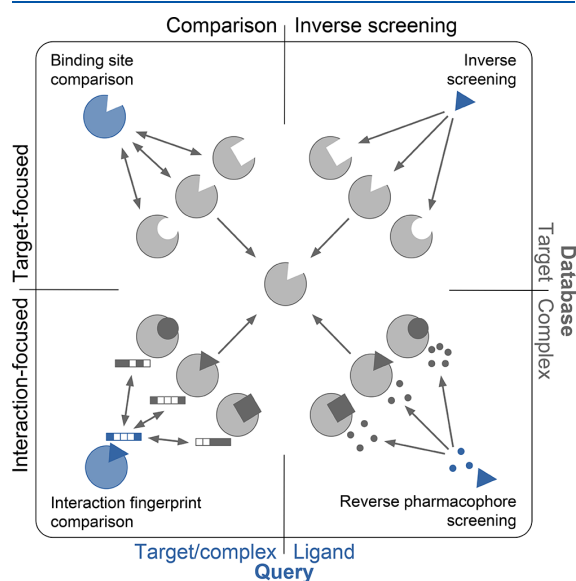 Comparison
Inverse screening
Binding site
comparison
Inverse
screening
Target-focused
Interaction-focused
Target
Complex
Database
Interaction fingerprint
comparison
Reverse pharmacophore
screening
Target/complex
Ligand
Query